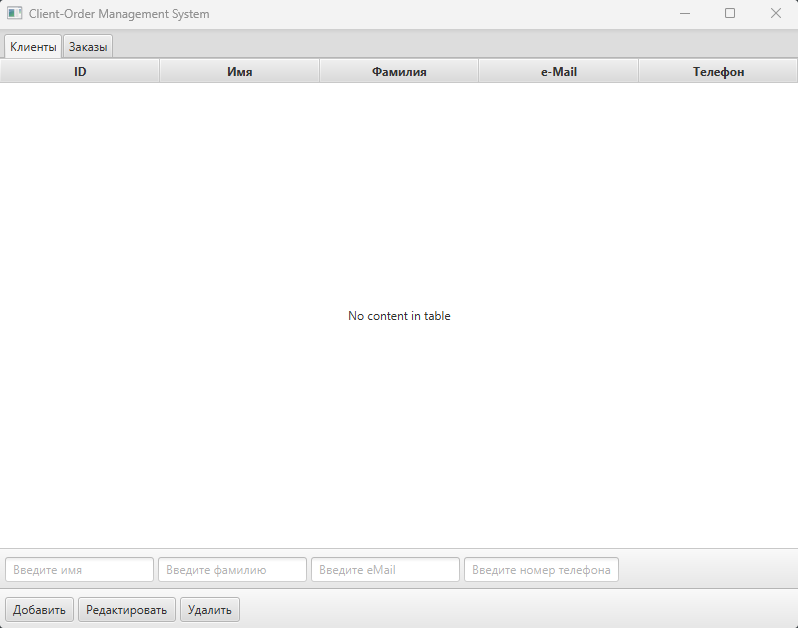 Client-Order Management System
Клиенты Заказы
ID Имя Фамилия e-Mail Телефон
No content in table
Введите имя Введите фамилию Введите eMail Введите номер телефона
Добавить Редактировать Удалить